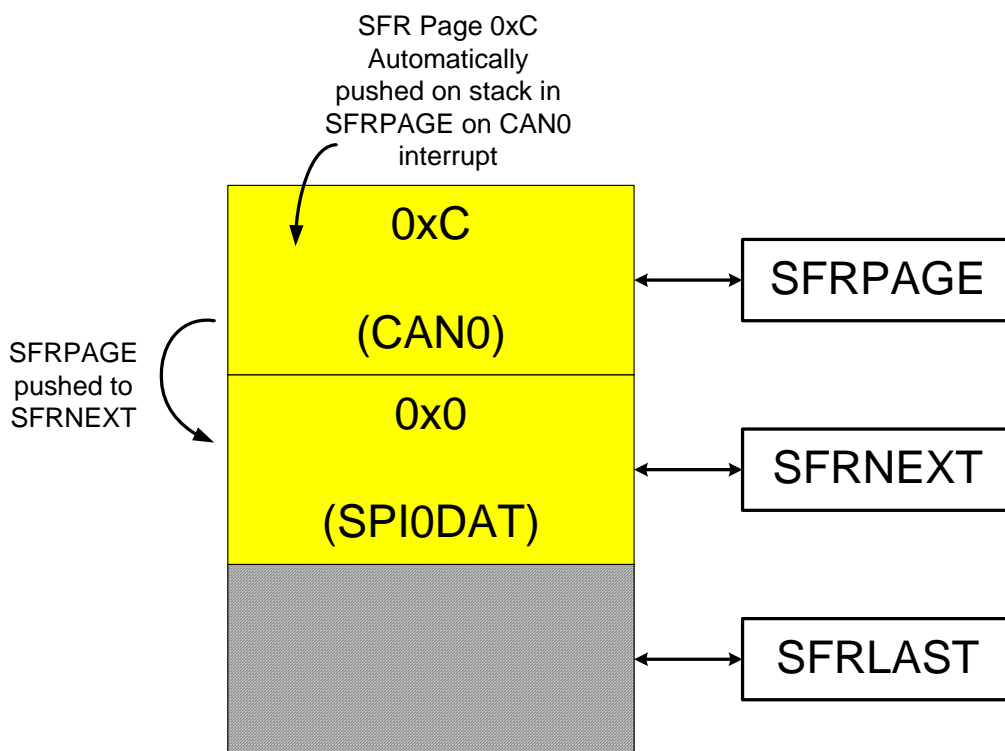 SFR Page 0xC
Automatically
pushed on stack in
SFRPAGE on CAN0
interrupt
0xC
(CAN0)
SFRPAGE
SFRPAGE
pushed to
SFRNEXT
0x0
(SPI0DAT)
SFRNEXT
SFRLAST